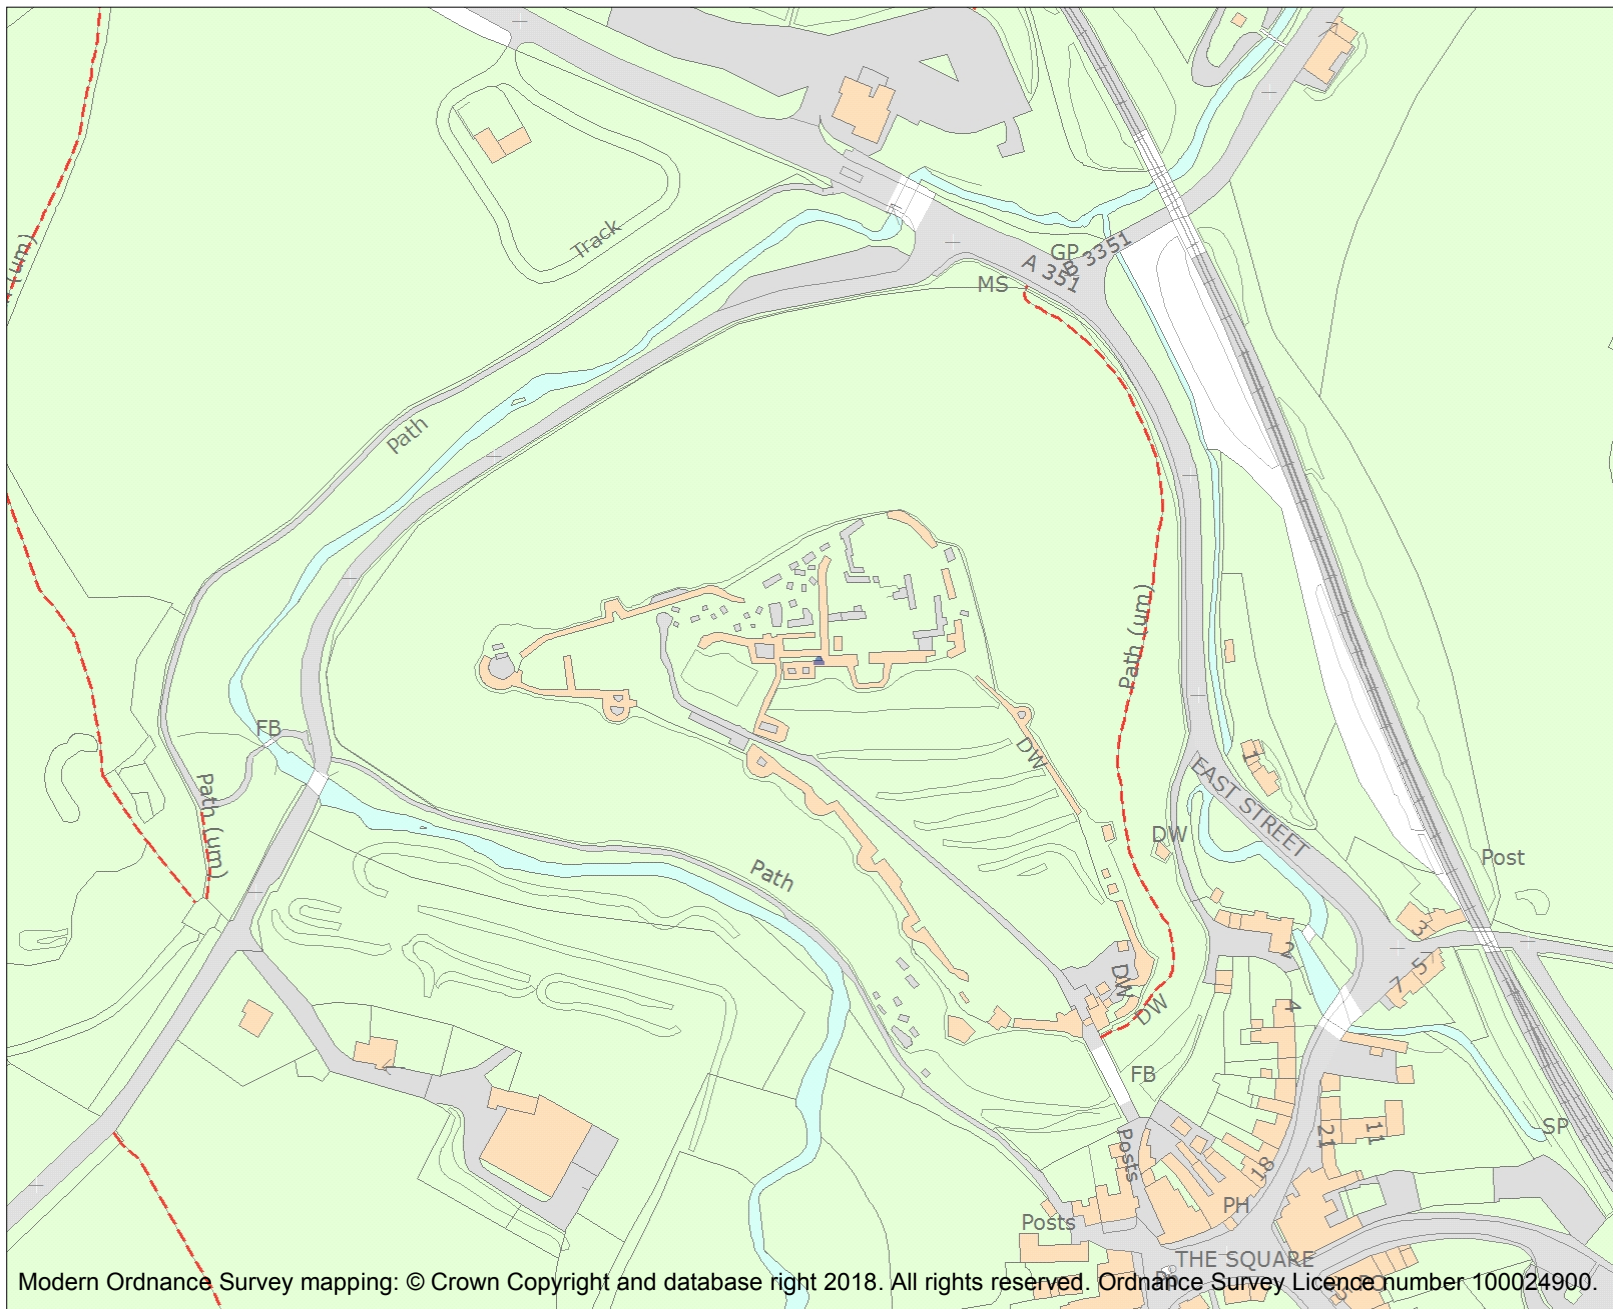 (um)
Track
GP
B 3351
A 351
MS
Path
Path (um)
DW
FB
Path (um)
1
EAST STREET
DW
Post
Path
3
5
7
2
DW
DW
4
FB
SP
Posts
21
11
18
PH
Posts
THE SQUARE
Modern Ordnance Survey mapping: © Crown Copyright and database right 2018. All rights reserved. Ordnance Survey Licence number 100024900.